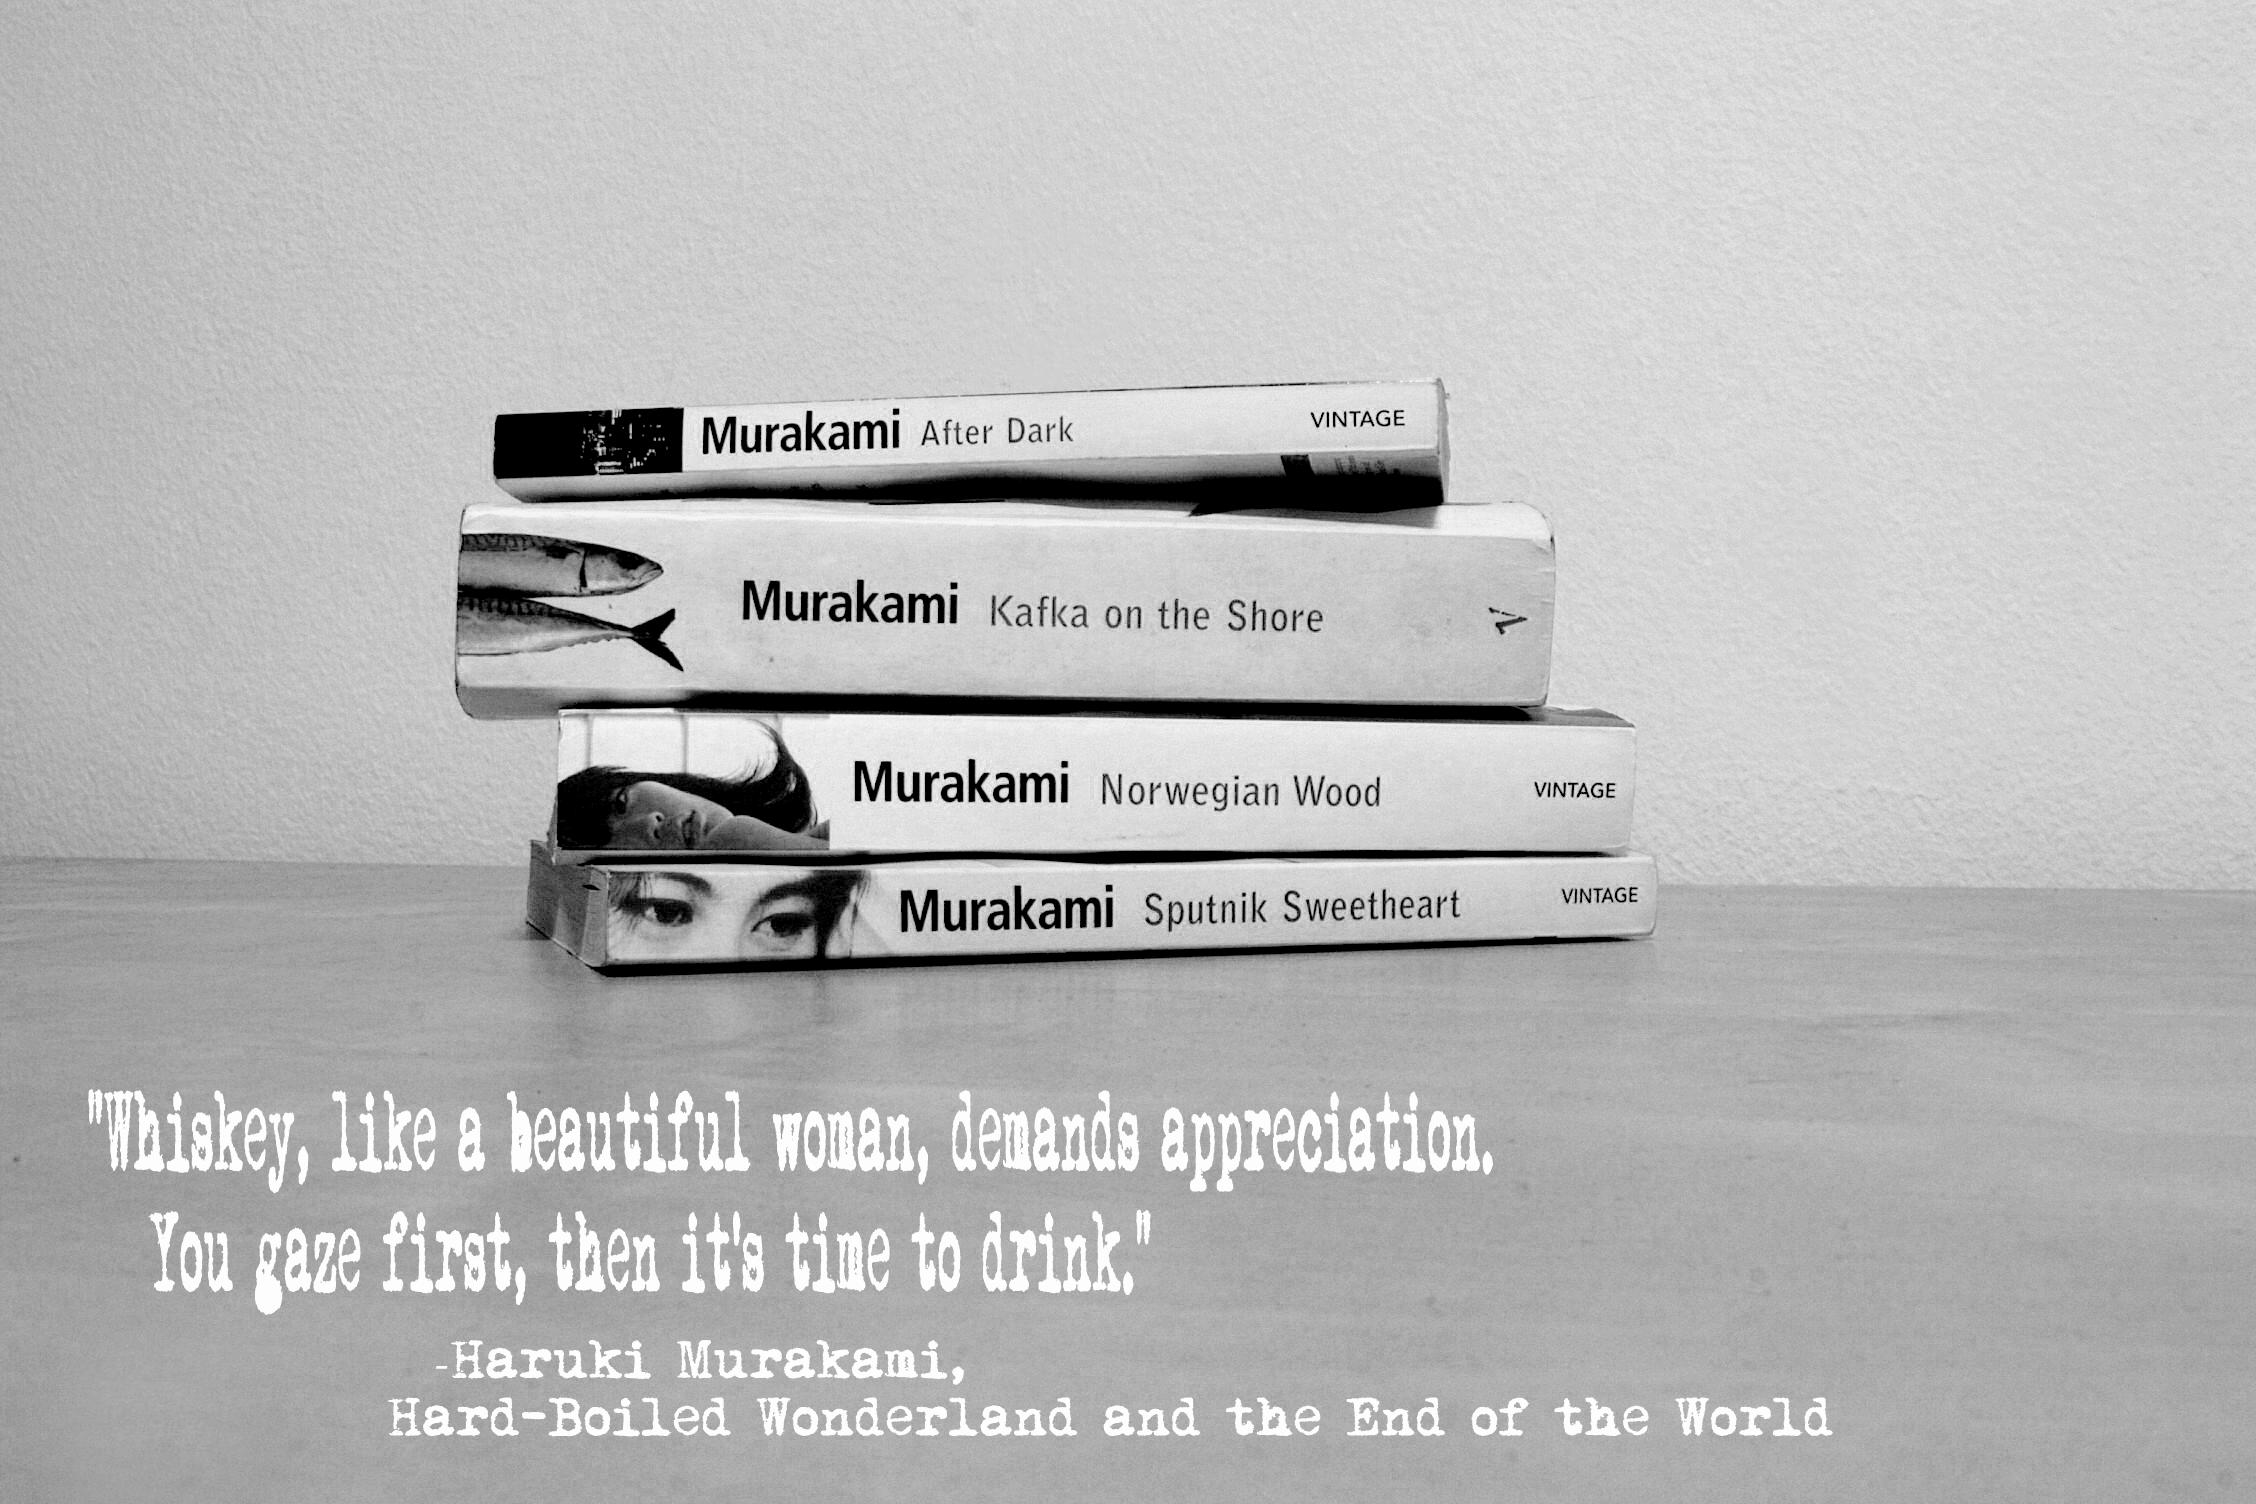 Murakami After Dark VINTAGE
Murakami Kafka on the Shore
Murakami Norwegian Wood VINTAGE
Murakami Sputnik Sweetheart VINTAGE
"Whiskey, like a beautiful woman, demands appreciation.
You gaze first, then it's time to drink."
-Haruki Murakami,
Hard-Boiled Wonderland and the End of the World